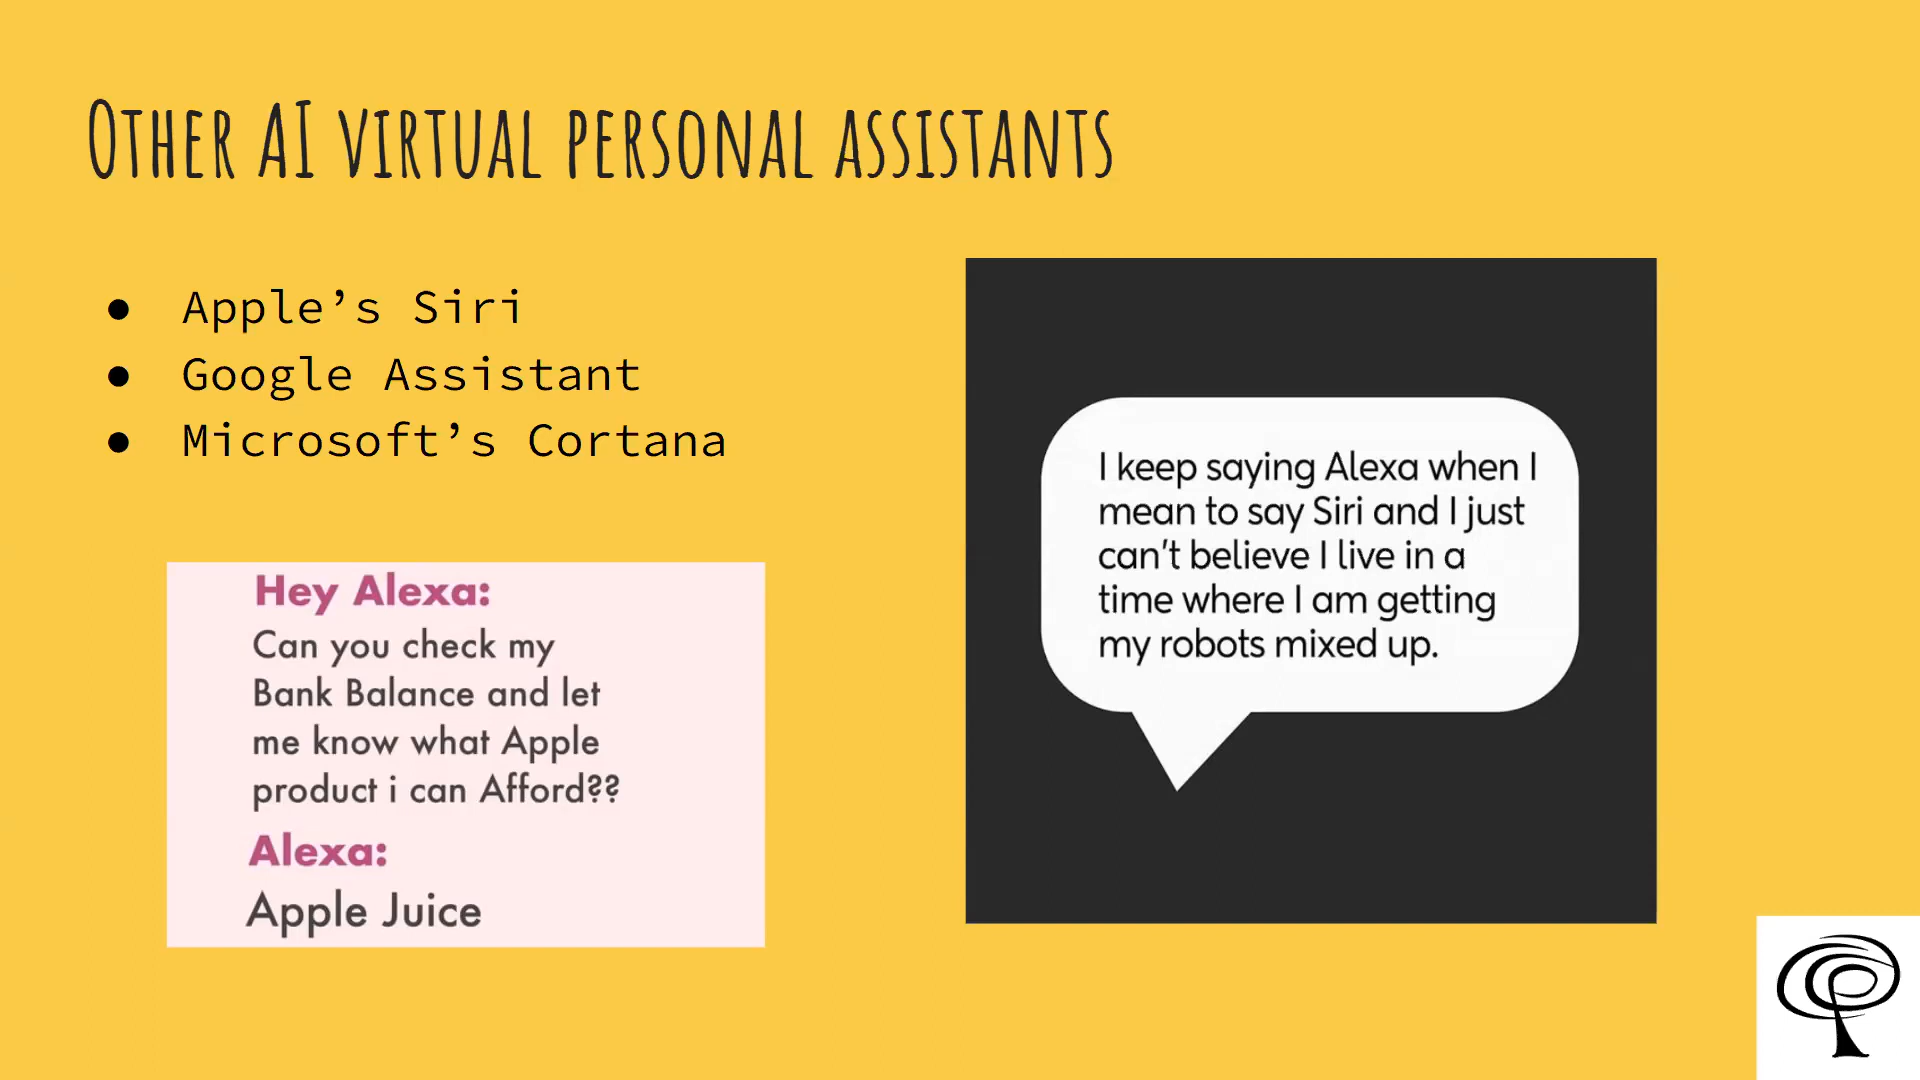 Other AI virtual personal assistants
● Apple’s Siri
● Google Assistant
● Microsoft’s Cortana
Hey Alexa:
Can you check my
Bank Balance and let
me know what Apple
product i can Afford??
Alexa:
Apple Juice
I keep saying Alexa when I
mean to say Siri and I just
can't believe I live in a
time where I am getting
my robots mixed up.